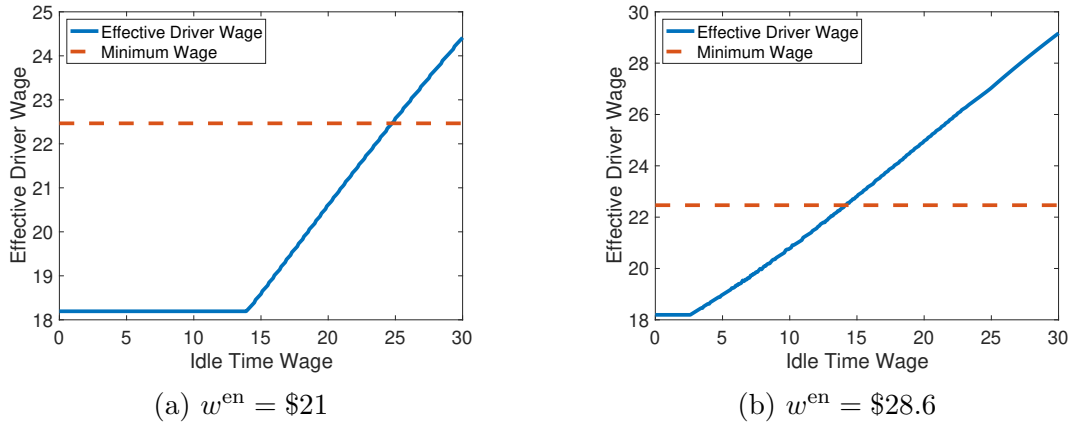 25
24
23
22
21
20
19
18
0 5 10 15 20 25 30
Effective Driver Wage
Idle Time Wage
Effective Driver Wage
Minimum Wage
(a) w^en = $21
30
28
26
24
22
20
18
0 5 10 15 20 25 30
Effective Driver Wage
Idle Time Wage
Effective Driver Wage
Minimum Wage
(b) w^en = $28.6